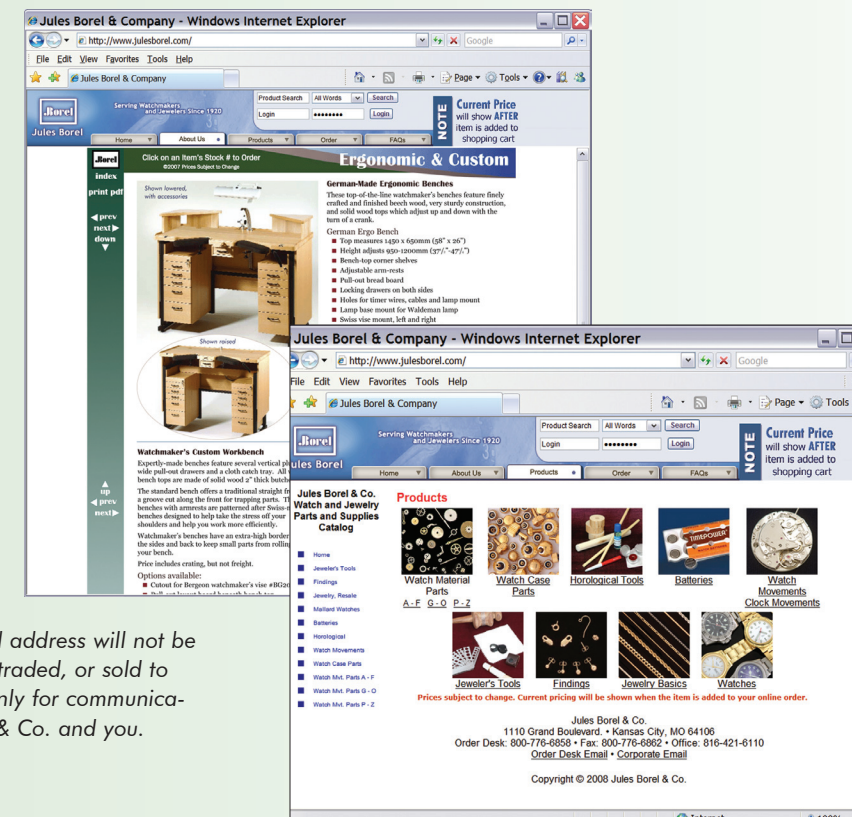 Jules Borel & Company - Windows Internet Explorer
http://www.julesborel.com/
Google
File Edit View Favorites Tools Help
Jules Borel & Company
Page Tools
Borel
Jules Borel
Serving Watchmakers
and Jewelers Since 1920
Product Search All Words Search
Login Login
NOTE
Current Price
will show AFTER
item is added to
shopping cart
Home About Us Products Order FAQs
Borel
index
print pdf
prev
next
down
up
prev
next
Click on an Item's Stock # to Order
©2007 Prices Subject to Change
Ergonomic & Custom
Shown lowered,
with accessories
Shown raised
German-Made Ergonomic Benches
These top-of-the-line watchmaker's benches feature finely
crafted and finished beech wood, very sturdy construction,
and solid wood tops which adjust up and down with the
turn of a crank.
German Ergo Bench
Top measures 1450 x 650mm (58" x 26")
Height adjusts 950-1200mm
Bench-top corner shelves
Adjustable arm-rests
Pull-out bread board
Locking drawers on both sides
Holes for timer wires, cables and lamp mount
Lamp base mount for Waldeman lamp
Swiss vise mount, left and right
Watchmaker's Custom Workbench
Expertly-made benches feature several vertical
wide pull-out drawers and a cloth catch tray. All
bench tops are made of solid wood 2" thick
The standard bench offers a traditional straight
a groove cut along the front for trapping parts.
benches with armrests are patterned after
benches designed to help take the stress off your
shoulders and help you work more efficiently.
Watchmaker's benches have an extra-high border
the sides and back to keep small parts from rolling
your bench.
Price includes crating, but not freight.
Options available:
Cutout for Bergeon watchmaker's vise
Jules Borel & Company - Windows Internet Explorer
http://www.julesborel.com/
Google
File Edit View Favorites Tools Help
Jules Borel & Company
Page Tools
Borel
ules Borel
Serving Watchmakers
and Jewelers Since 1920
Product Search All Words Search
Login Login
NOTE
Current Price
will show AFTER
item is added to
shopping cart
Home About Us Products Order FAQs
Jules Borel & Co.
Watch and Jewelry
Parts and Supplies
Catalog
Home
Jeweler's Tools
Findings
Jewelry, Resale
Mallard Watches
Batteries
Horological
Watch Movements
Watch Case Parts
Watch Mvt. Parts A - F
Watch Mvt. Parts G - O
Watch Mvt. Parts P - Z
Products
TIMEPOWER
Watch Material
Parts
A - F G - O P - Z
Watch Case
Parts
Horological Tools
Batteries
Watch
Movements
Clock Movements
Jeweler's Tools
Findings
Jewelry Basics
Watches
Prices subject to change. Current pricing will be shown when the item is added to your online order.
Jules Borel & Co.
1110 Grand Boulevard. • Kansas City, MO 64106
Order Desk: 800-776-6858 • Fax: 800-776-6862 • Office: 816-421-6110
Order Desk Email • Corporate Email
Copyright © 2008 Jules Borel & Co.
address will not be
traded, or sold to
nly for communica-
& Co. and you.